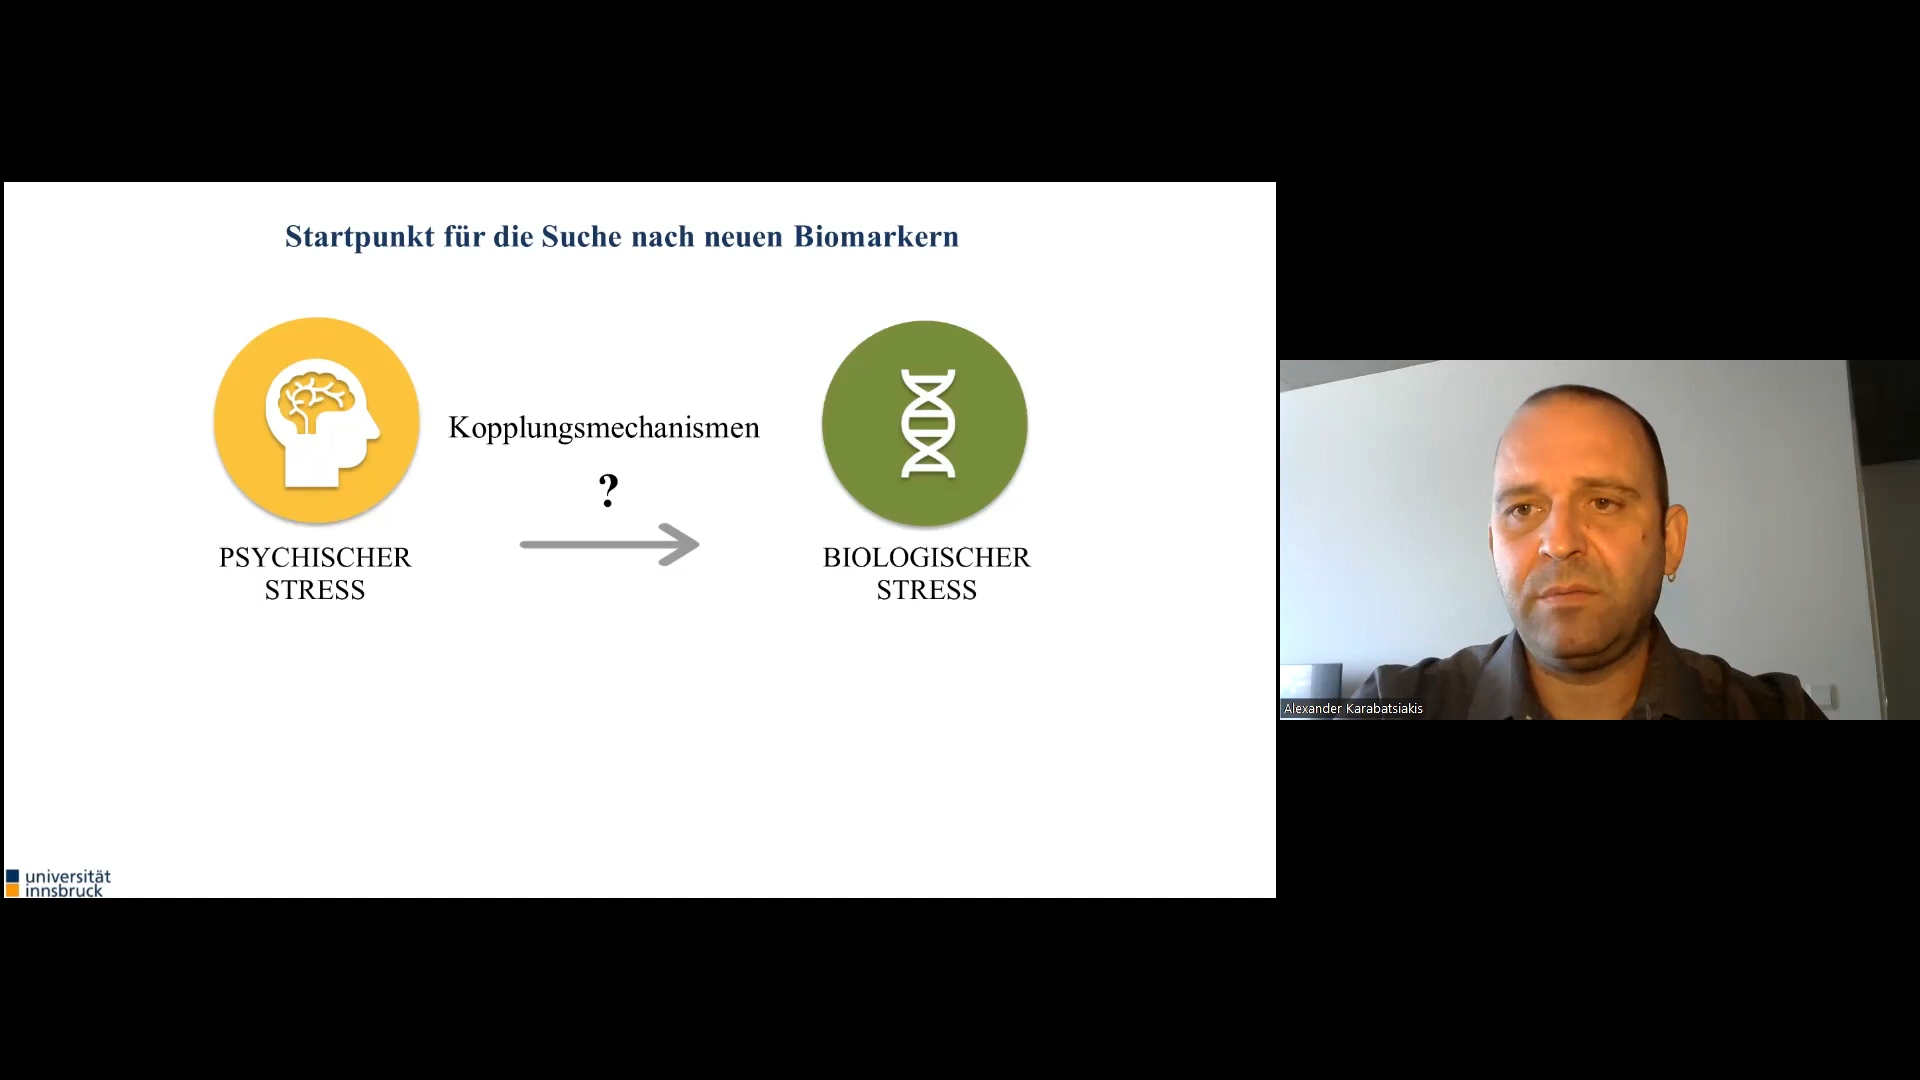 Startpunkt für die Suche nach neuen Biomarkern
Kopplungsmechanismen
?
PSYCHISCHER
STRESS
BIOLOGISCHER
STRESS
universität
innsbruck
Alexander Karabatsiakis